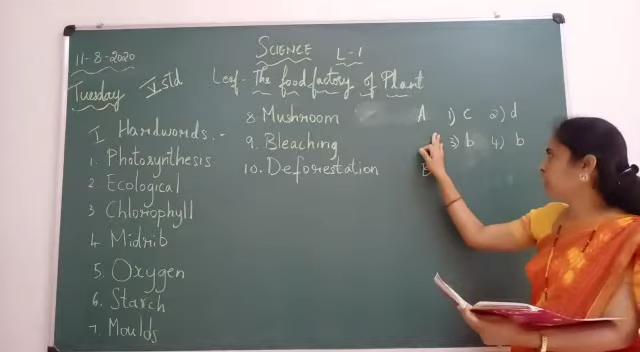 SCIENCE L-1
11-8-2020
Tuesday V std
Leaf - The food factory of Plant
I Hardwords :-
1. Photosynthesis
2 Ecological
3 Chlorophyll
4 Midrib
5. Oxygen
6. Starch
7. Moulds
8 Mushroom
9. Bleaching
10. Deforestation
A 1) c 2) d
3) b 4) b
B